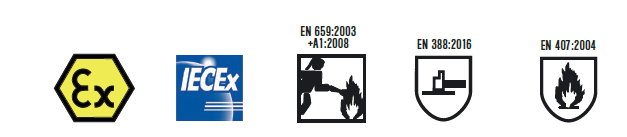 EN 659:2003
+A1:2008
EN 388:2016
EN 407:2004
Ex
IECEx